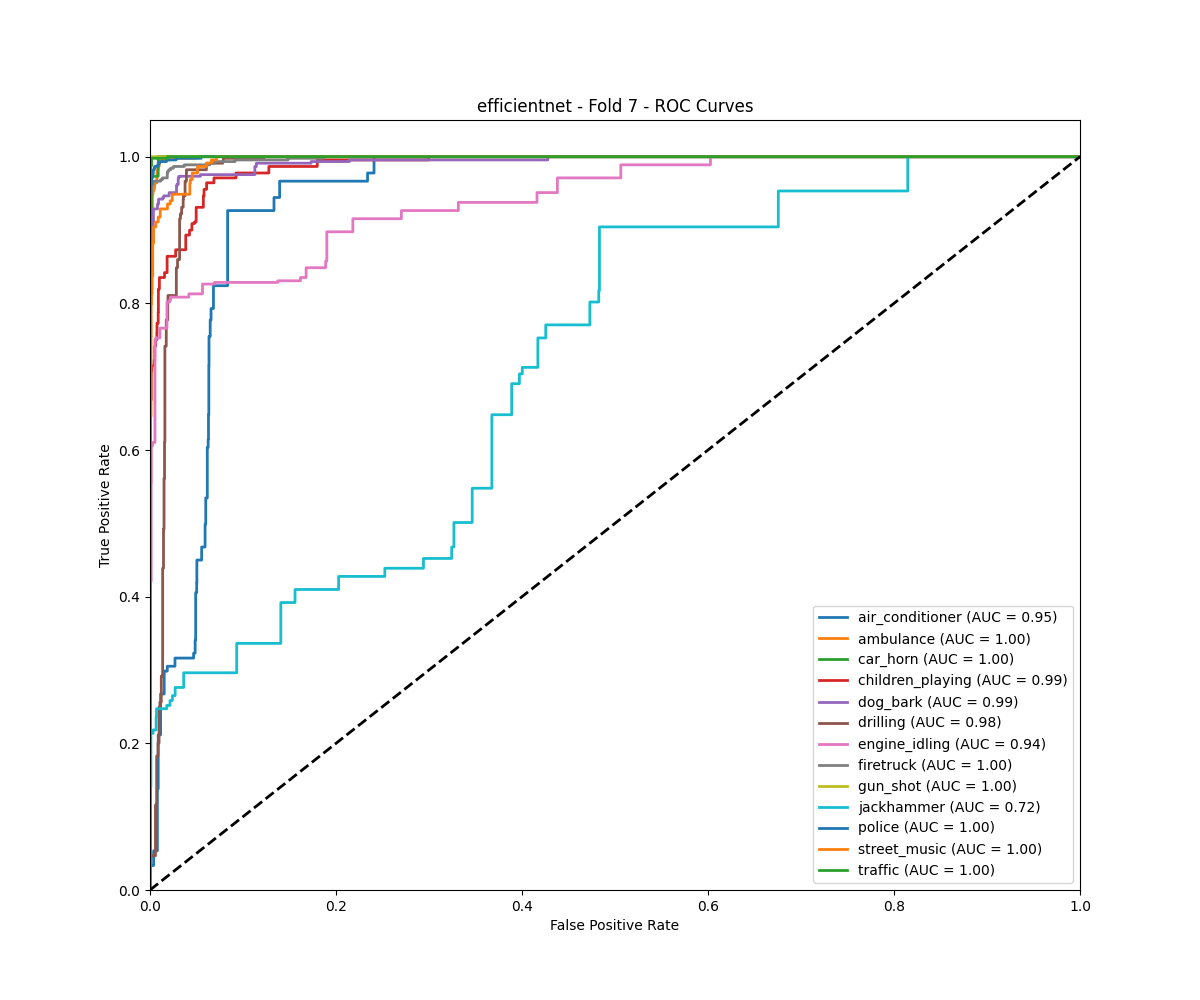 efficientnet - Fold 7 - ROC Curves
True Positive Rate
1.0
0.8
0.6
0.4
0.2
0.0
0.0 0.2 0.4 0.6 0.8 1.0
False Positive Rate
air_conditioner (AUC = 0.95)
ambulance (AUC = 1.00)
car_horn (AUC = 1.00)
children_playing (AUC = 0.99)
dog_bark (AUC = 0.99)
drilling (AUC = 0.98)
engine_idling (AUC = 0.94)
firetruck (AUC = 1.00)
gun_shot (AUC = 1.00)
jackhammer (AUC = 0.72)
police (AUC = 1.00)
street_music (AUC = 1.00)
traffic (AUC = 1.00)